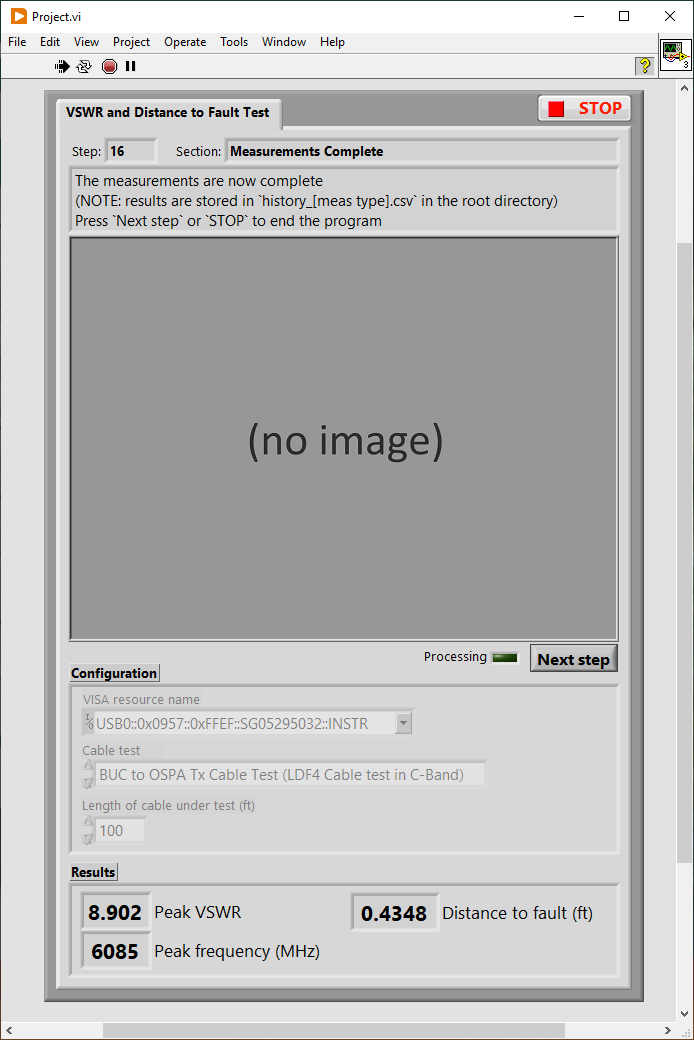 Project.vi
File Edit View Project Operate Tools Window Help
3
VSWR and Distance to Fault Test
STOP
Step: 16 Section: Measurements Complete
The measurements are now complete
(NOTE: results are stored in `history_[meas type].csv` in the root directory)
Press `Next step` or `STOP` to end the program
(no image)
Processing Next step
Configuration
VISA resource name
I/O USB0::0x0957::0xFFEF::SG05295032::INSTR
Cable test
BUC to OSPA Tx Cable Test (LDF4 Cable test in C-Band)
Length of cable under test (ft)
100
Results
8.902 Peak VSWR 0.4348 Distance to fault (ft)
6085 Peak frequency (MHz)